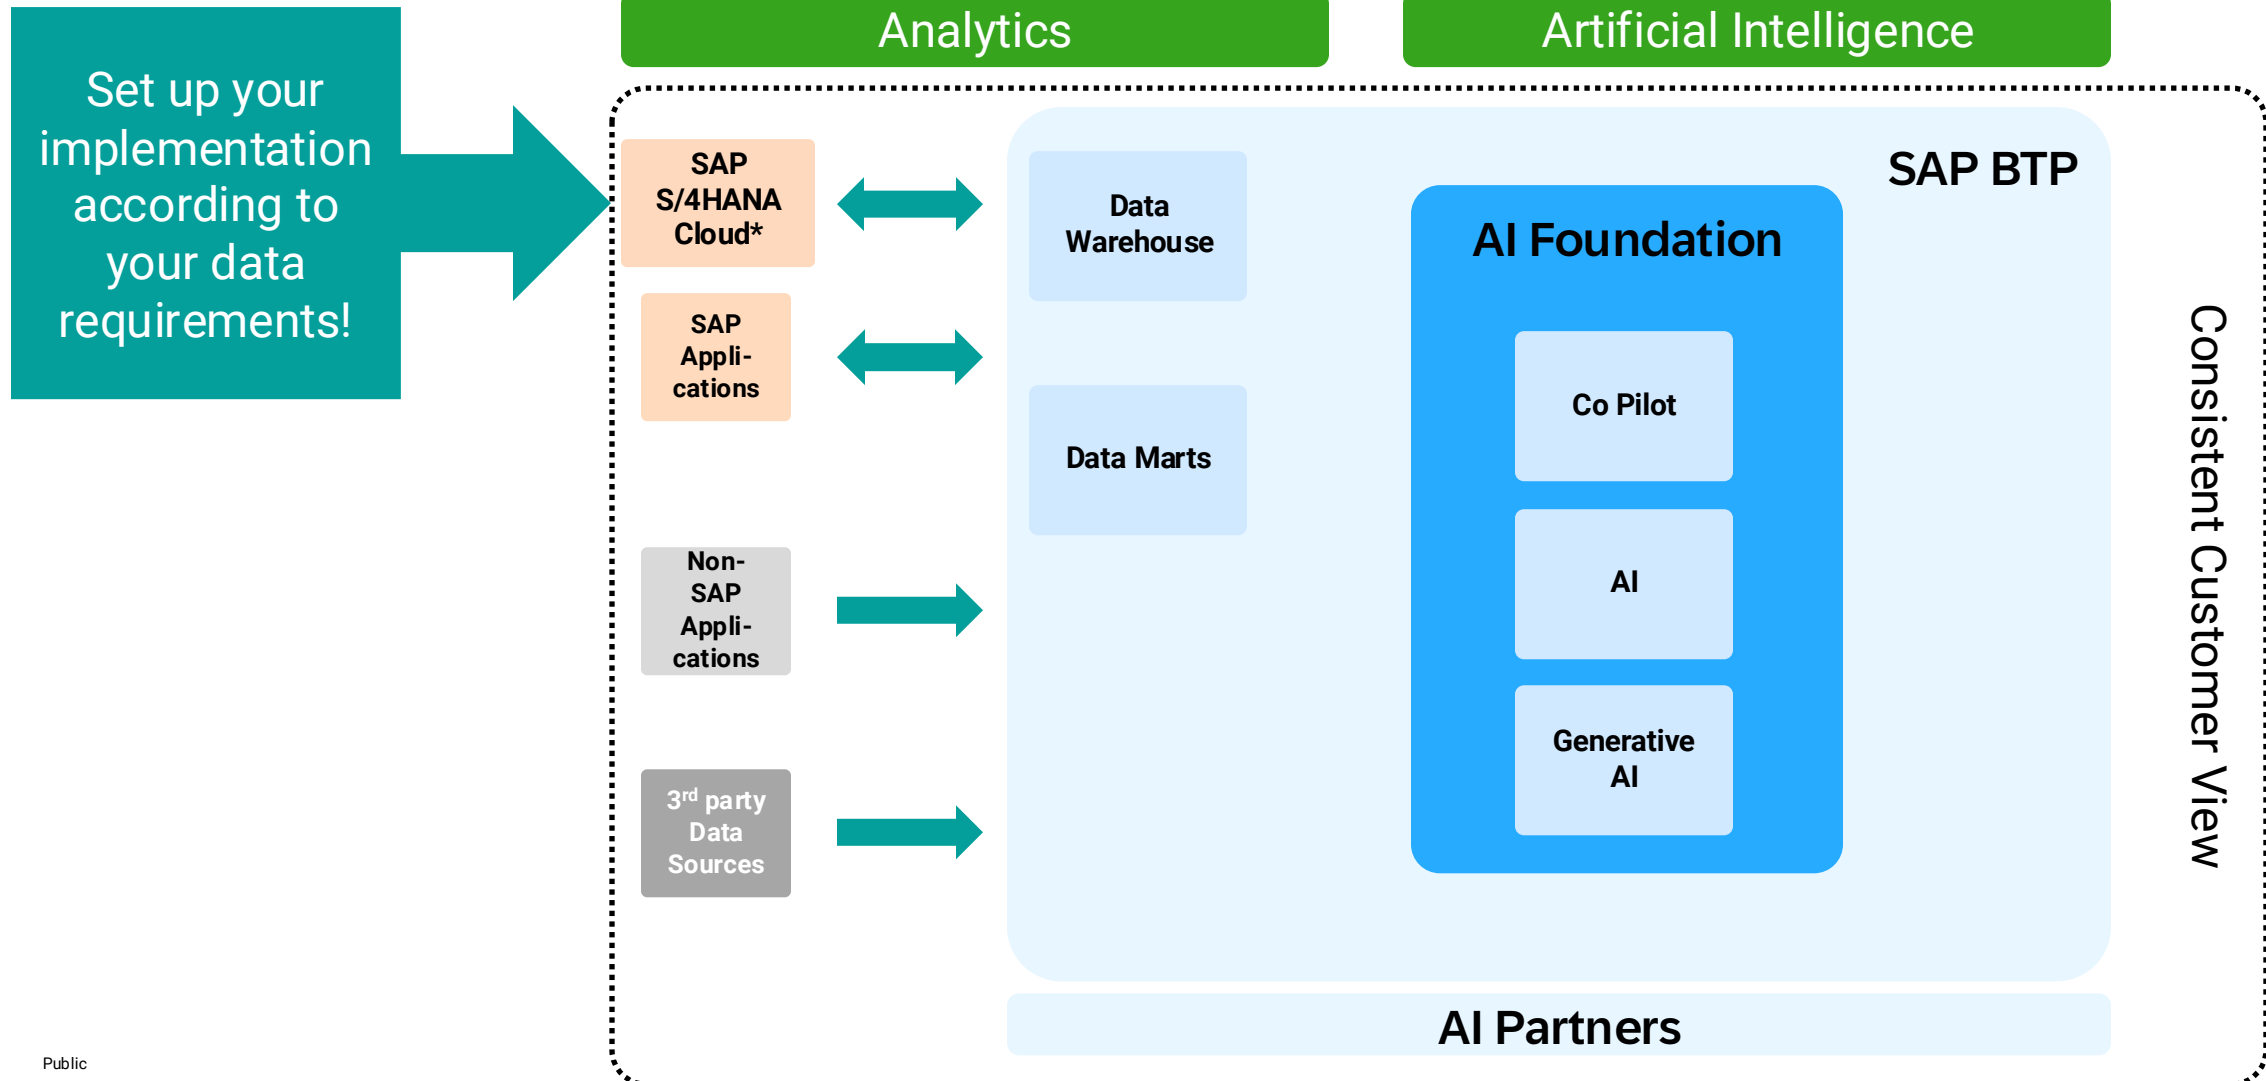 Analytics
Artificial Intelligence
Set up your
implementation
according to
your data
requirements!
SAP
S/4HANA
Cloud*
SAP
Appli-
cations
Non-
SAP
Appli-
cations
3rd party
Data
Sources
Data
Warehouse
Data Marts
SAP BTP
AI Foundation
Co Pilot
AI
Generative
AI
Consistent Customer View
AI Partners
Public